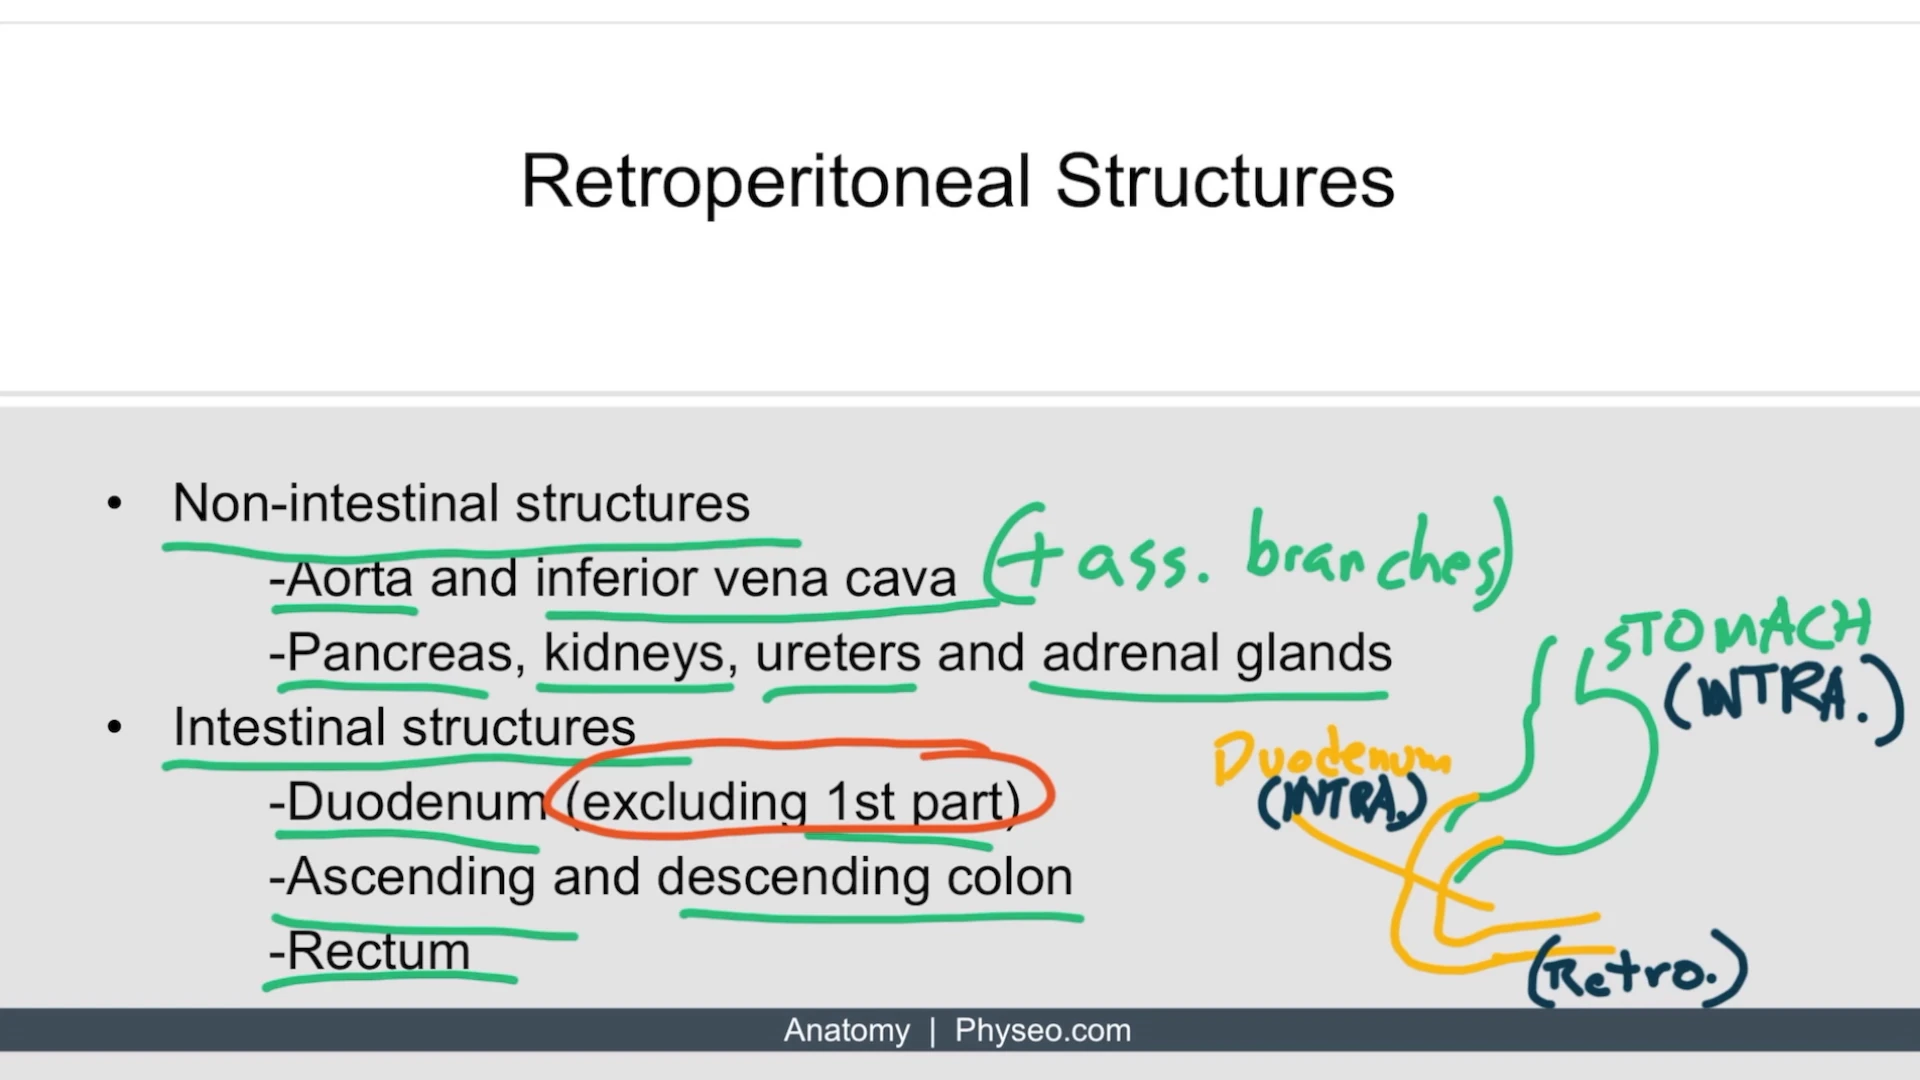 Retroperitoneal Structures
• Non-intestinal structures
-Aorta and inferior vena cava (+ ass. branches)
-Pancreas, kidneys, ureters and adrenal glands
STOMACH
(INTRA.)
• Intestinal structures
Duodenum
(INTRA.)
-Duodenum (excluding 1st part)
-Ascending and descending colon
-Rectum
(Retro.)
Anatomy | Physeo.com